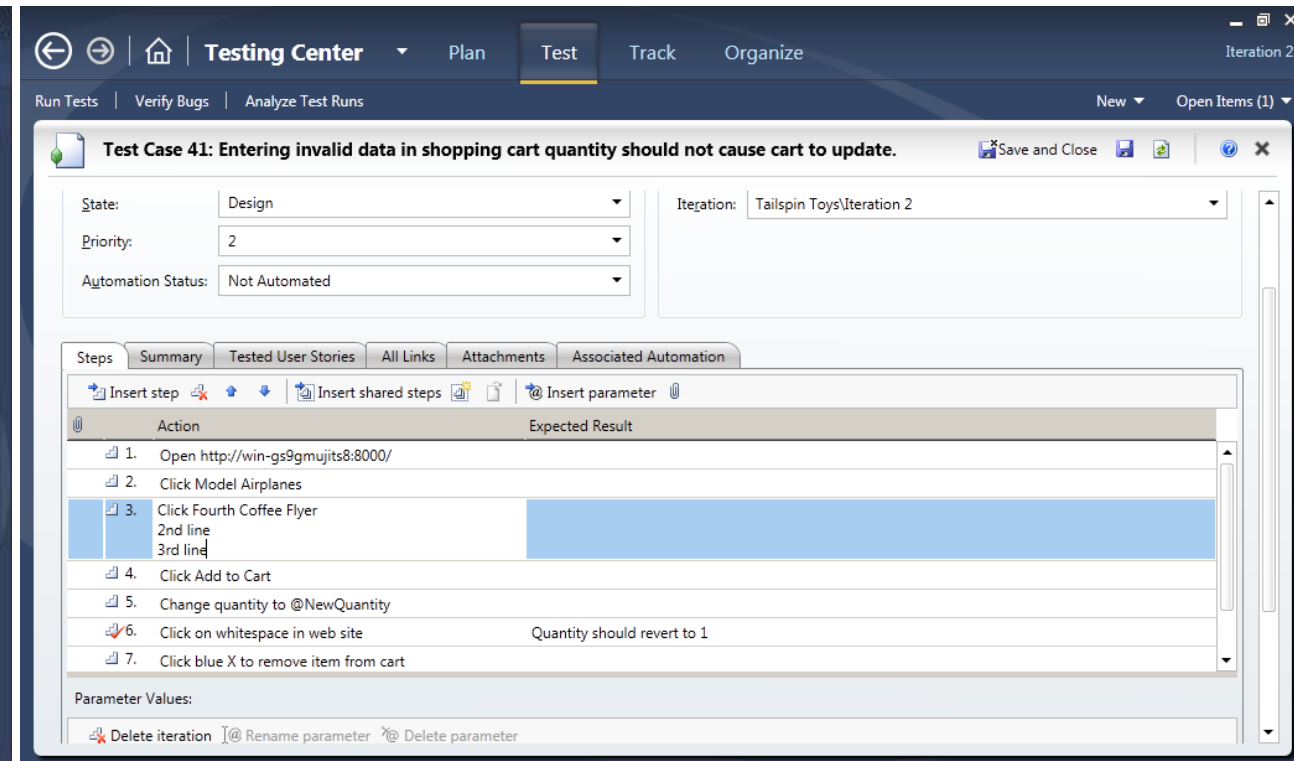 Testing Center Plan Test Track Organize Iteration 2
Run Tests | Verify Bugs | Analyze Test Runs New Open Items (1)
Test Case 41: Entering invalid data in shopping cart quantity should not cause cart to update. Save and Close
State: Design Iteration: Tailspin Toys\Iteration 2
Priority: 2
Automation Status: Not Automated
Steps Summary Tested User Stories All Links Attachments Associated Automation
Insert step Insert shared steps Insert parameter
Action Expected Result
1. Open http://win-gs9gmujits8:8000/
2. Click Model Airplanes
3. Click Fourth Coffee Flyer
2nd line
3rd line
4. Click Add to Cart
5. Change quantity to @NewQuantity
6. Click on whitespace in web site Quantity should revert to 1
7. Click blue X to remove item from cart
Parameter Values:
Delete iteration Rename parameter Delete parameter